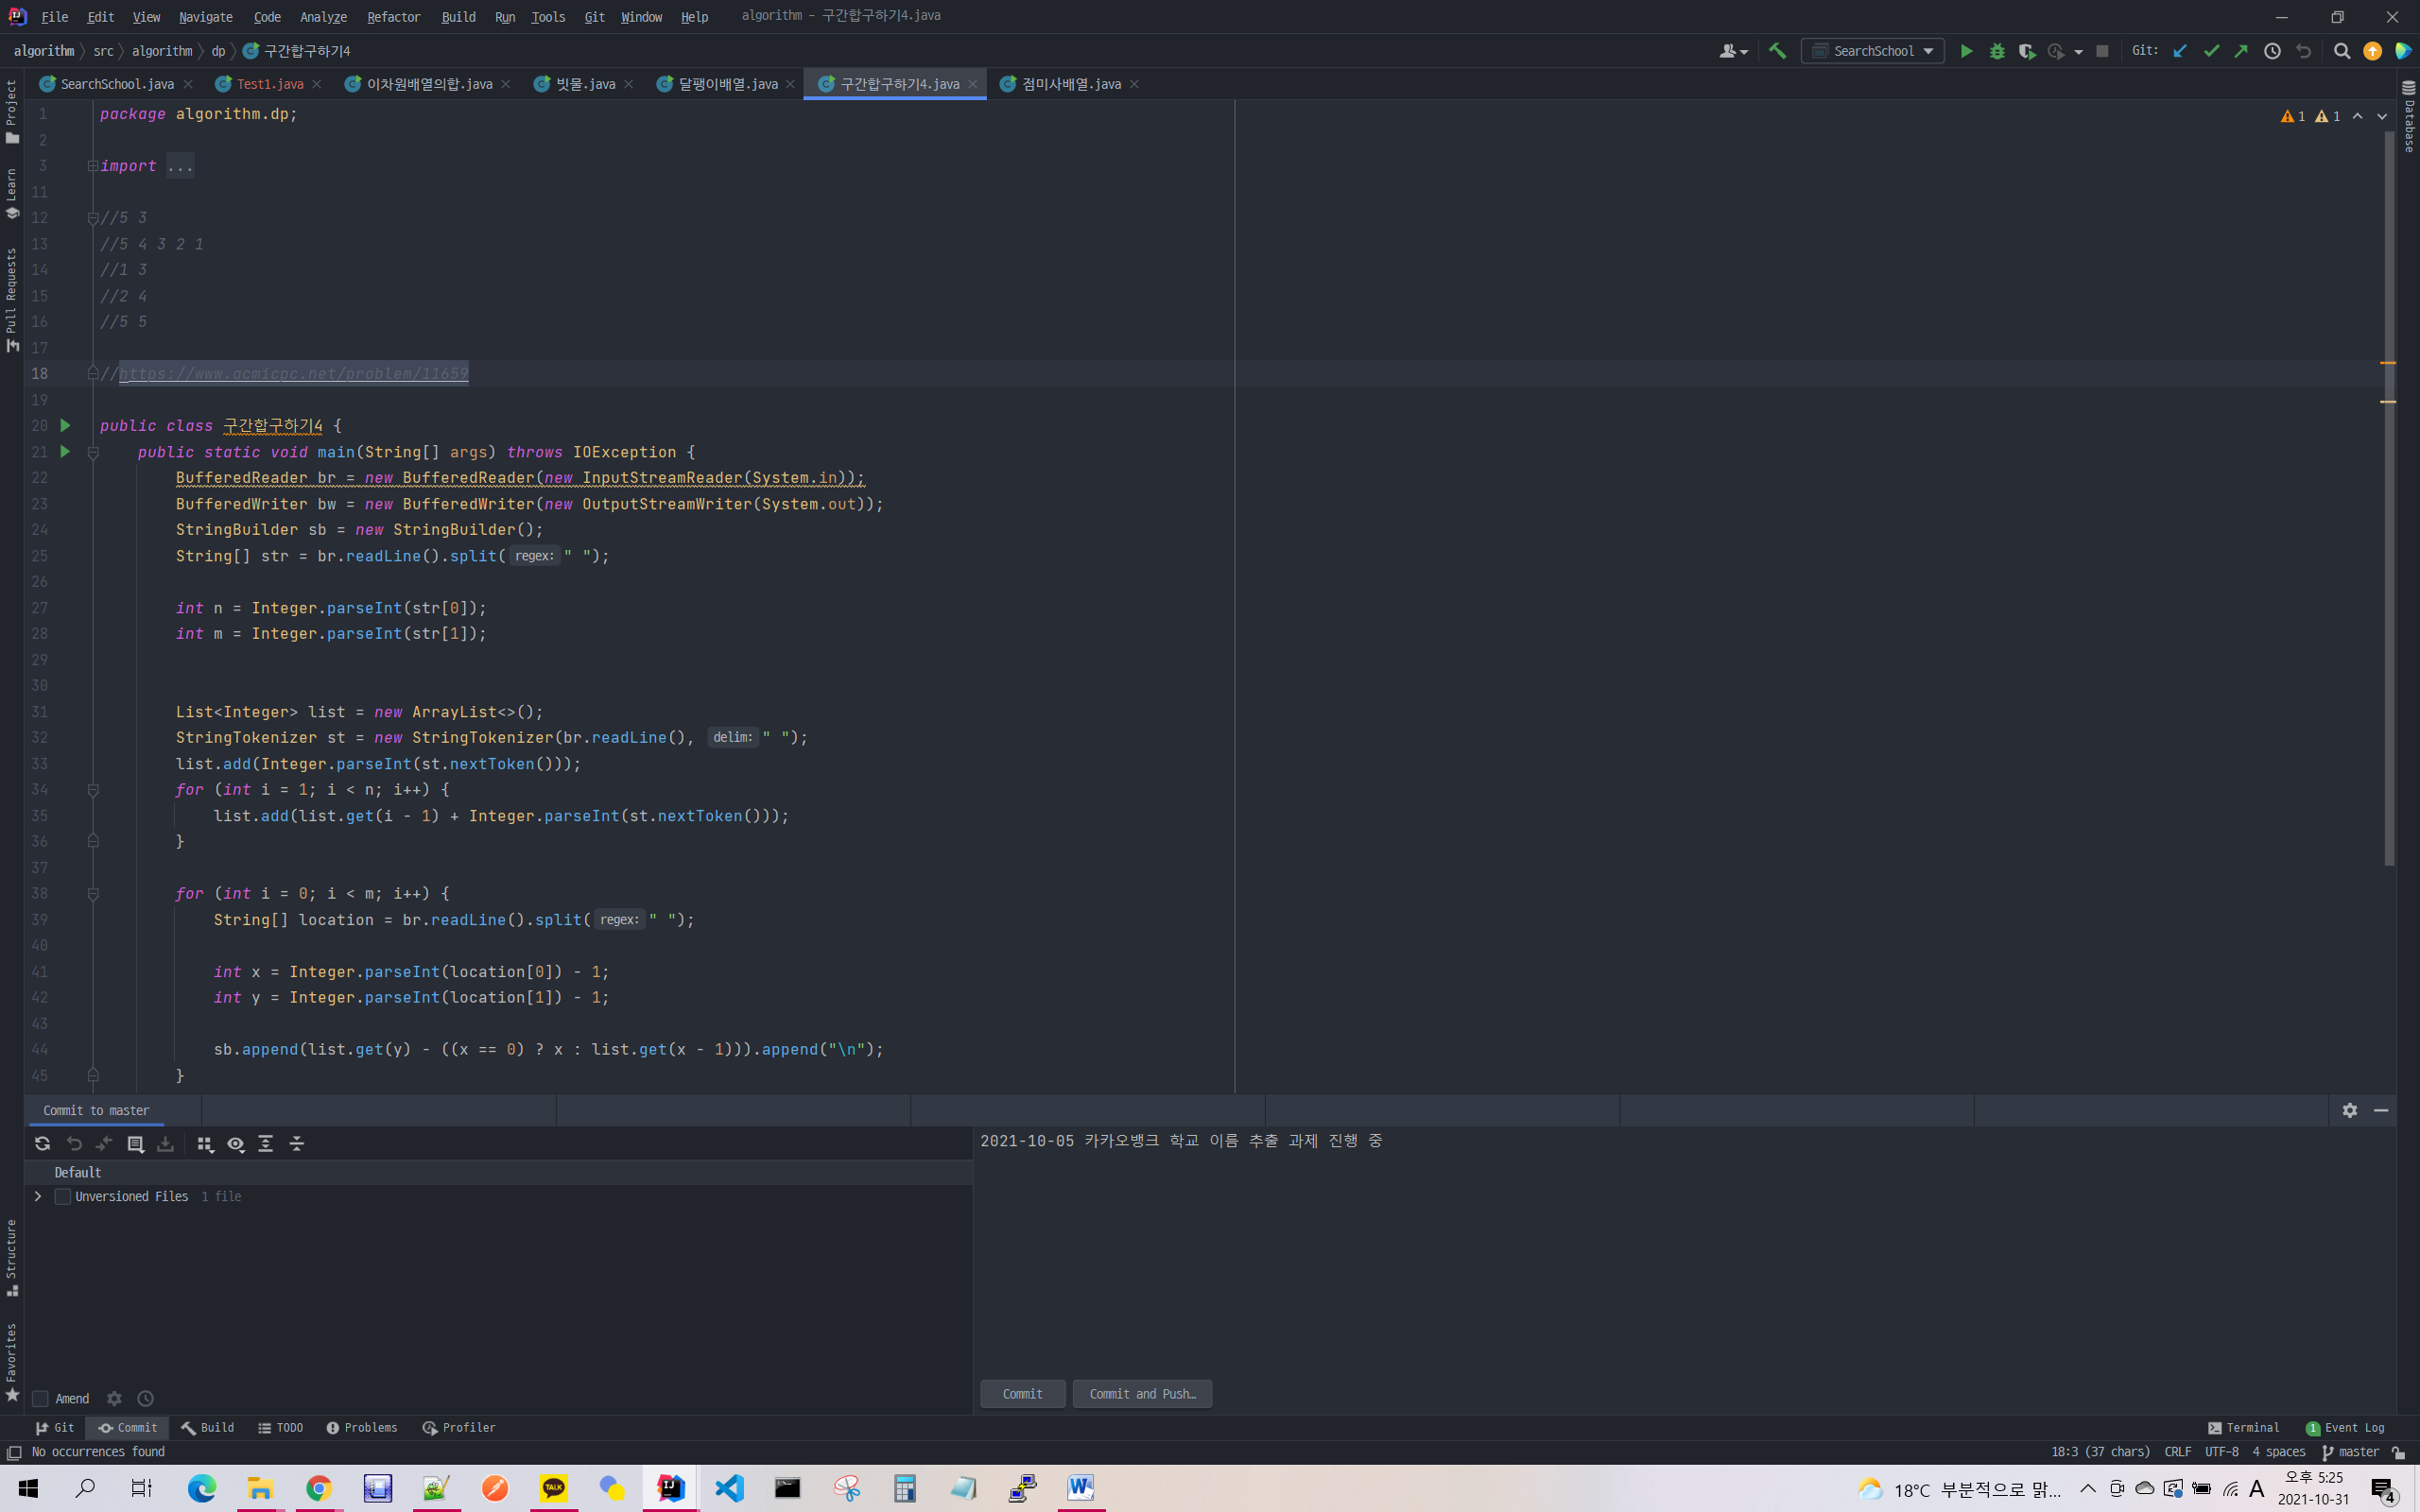 File Edit View Navigate Code Analyze Refactor Build Run Tools Git Window Help algorithm - 구간합구하기4.java
algorithm src algorithm dp 구간합구하기4 SearchSchool Git:
SearchSchool.java Test1.java 이차원배열의합.java 빗물.java 달팽이배열.java 구간합구하기4.java 점미사배열.java
Project
Learn
Pull Requests
Structure
Favorites
Database
1 1
1 package algorithm.dp;
2
3 import ...
11
12 //5 3
13 //5 4 3 2 1
14 //1 3
15 //2 4
16 //5 5
17
18 //https://www.acmicpc.net/problem/11659
19
20 public class 구간합구하기4 {
21 public static void main(String[] args) throws IOException {
22 BufferedReader br = new BufferedReader(new InputStreamReader(System.in));
23 BufferedWriter bw = new BufferedWriter(new OutputStreamWriter(System.out));
24 StringBuilder sb = new StringBuilder();
25 String[] str = br.readLine().split( regex: " ");
26
27 int n = Integer.parseInt(str[0]);
28 int m = Integer.parseInt(str[1]);
29
30
31 List<Integer> list = new ArrayList<>();
32 StringTokenizer st = new StringTokenizer(br.readLine(), delim: " ");
33 list.add(Integer.parseInt(st.nextToken()));
34 for (int i = 1; i < n; i++) {
35 list.add(list.get(i - 1) + Integer.parseInt(st.nextToken()));
36 }
37
38 for (int i = 0; i < m; i++) {
39 String[] location = br.readLine().split( regex: " ");
40
41 int x = Integer.parseInt(location[0]) - 1;
42 int y = Integer.parseInt(location[1]) - 1;
43
44 sb.append(list.get(y) - ((x == 0) ? x : list.get(x - 1))).append("\n");
45 }
Commit to master
2021-10-05 카카오뱅크 학교 이름 추출 과제 진행 중
Default
Unversioned Files 1 file
Amend
Commit Commit and Push…
Git Commit Build TODO Problems Profiler Terminal 1 Event Log
No occurrences found 18:3 (37 chars) CRLF UTF-8 4 spaces master
TALK
18°C 부분적으로 맑... A 오후 5:25
2021-10-31
4